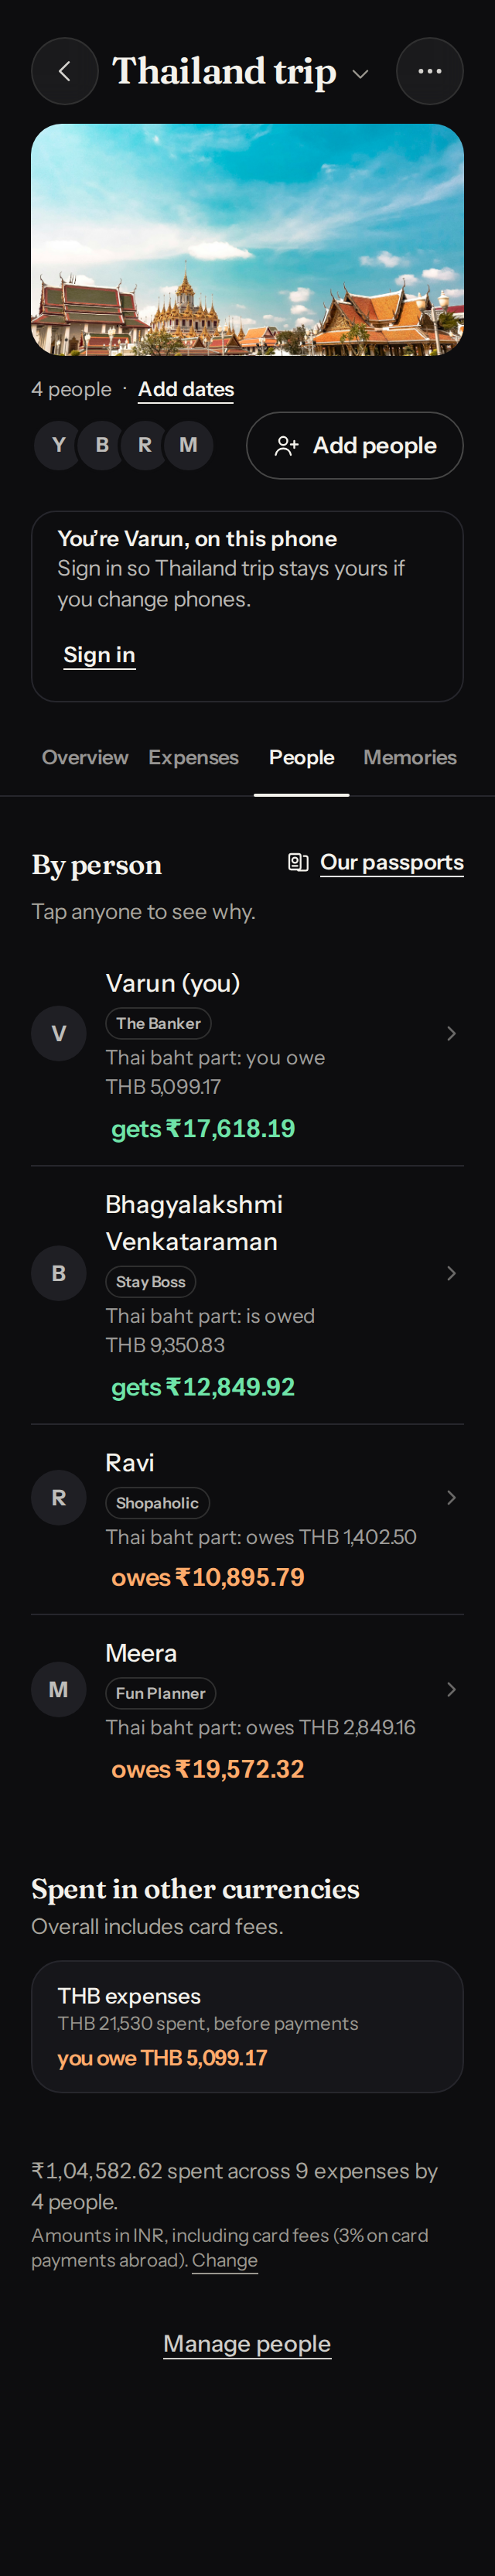 Thailand trip
4 people · Add dates
Y B R M
Add people
You’re Varun, on this phone
Sign in so Thailand trip stays yours if
you change phones.
Sign in
Overview Expenses People Memories
By person
Our passports
Tap anyone to see why.
V
Varun (you)
The Banker
Thai baht part: you owe
THB 5,099.17
gets ₹17,618.19
B
Bhagyalakshmi
Venkataraman
Stay Boss
Thai baht part: is owed
THB 9,350.83
gets ₹12,849.92
R
Ravi
Shopaholic
Thai baht part: owes THB 1,402.50
owes ₹10,895.79
M
Meera
Fun Planner
Thai baht part: owes THB 2,849.16
owes ₹19,572.32
Spent in other currencies
Overall includes card fees.
THB expenses
THB 21,530 spent, before payments
you owe THB 5,099.17
₹1,04,582.62 spent across 9 expenses by
4 people.
Amounts in INR, including card fees (3% on card
payments abroad). Change
Manage people